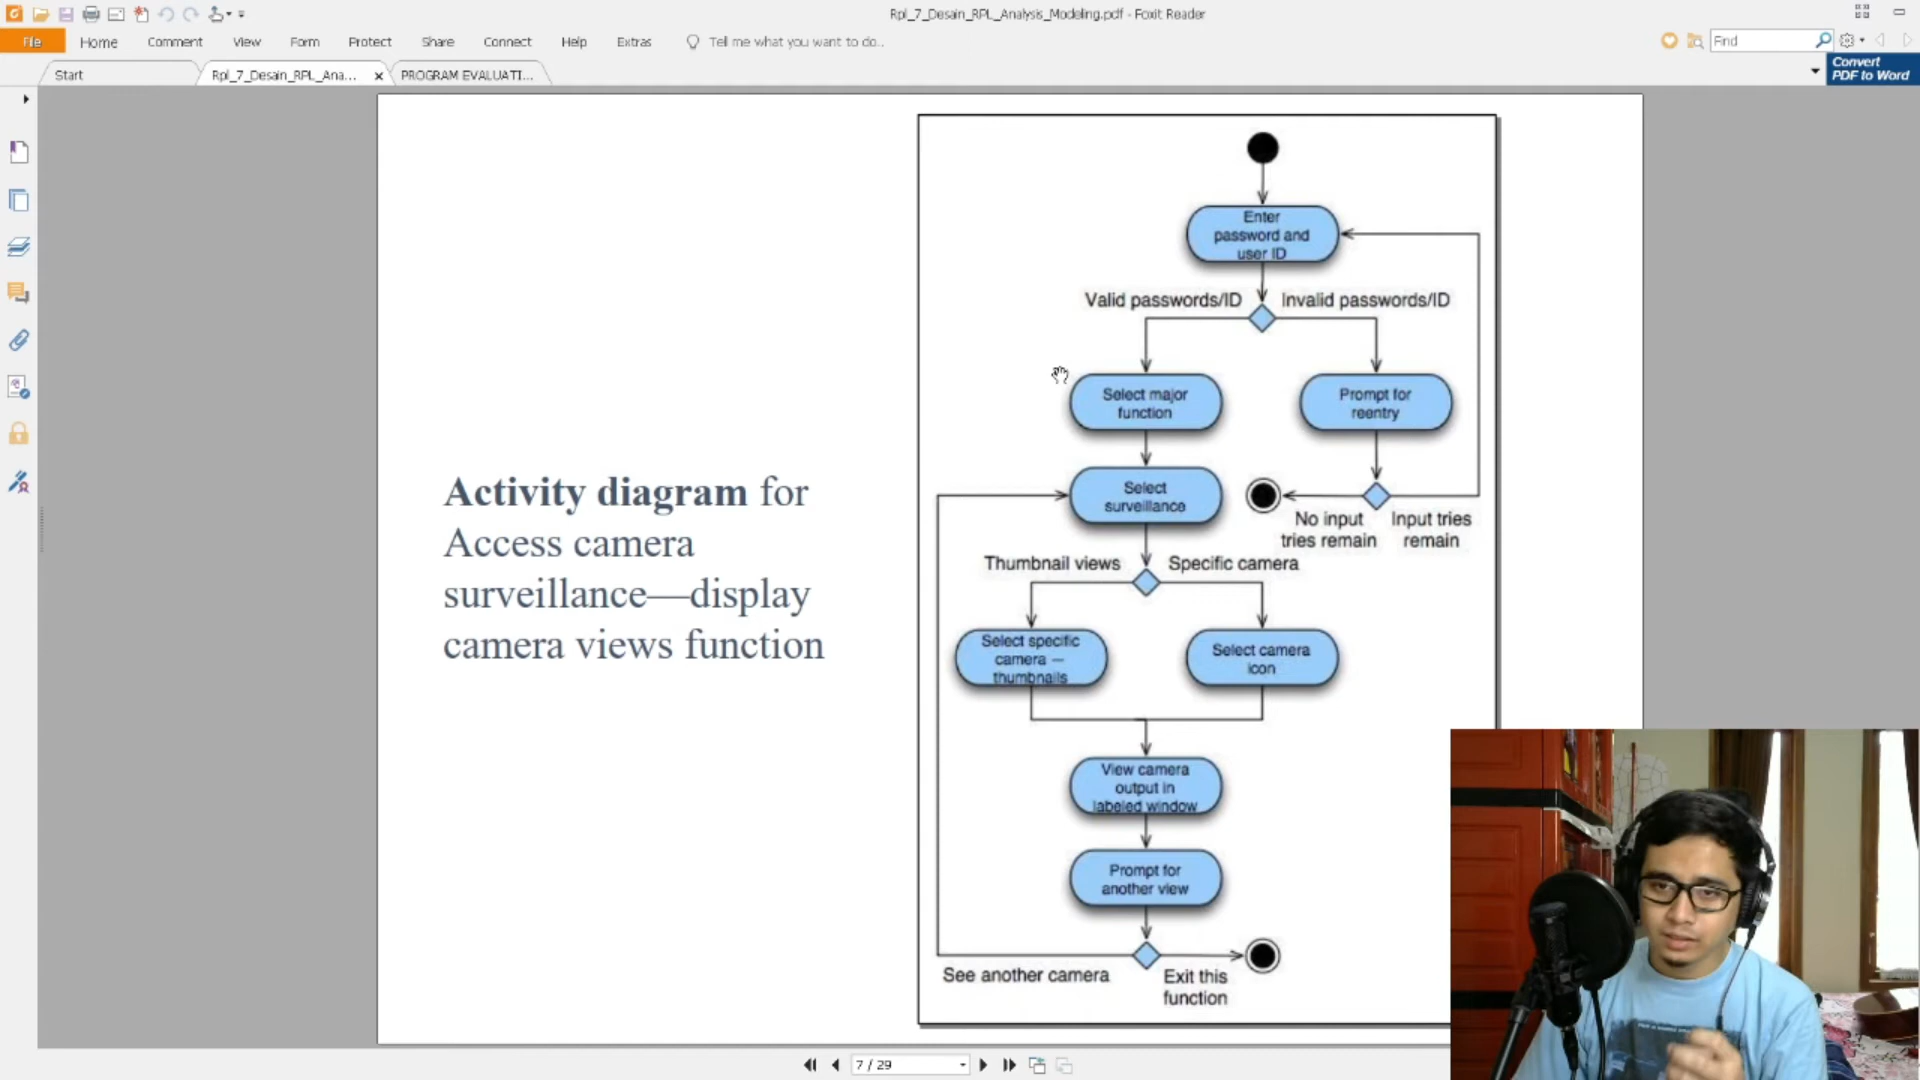 Rpl_7_Desain_RPL_Analysis_Modeling.pdf - Foxit Reader
File Home Comment View Form Protect Share Connect Help Extras Tell me what you want to do.. Find
Start Rpl_7_Desain_RPL_Ana... PROGRAM EVALUATI...
Convert
PDF to Word
Activity diagram for
Access camera
surveillance—display
camera views function
Enter
password and
user ID
Valid passwords/ID Invalid passwords/ID
Select major
function
Prompt for
reentry
Select
surveillance
No input
tries remain
Input tries
remain
Thumbnail views Specific camera
Select specific
camera —
thumbnails
Select camera
icon
View camera
output in
labeled window
Prompt for
another view
See another camera
Exit this
function
7 / 29